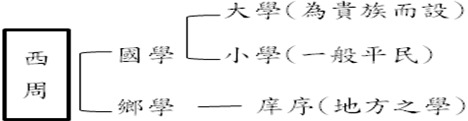 西周
國學
大學(為貴族而設)
小學(一般平民)
鄉學 — 庠序(地方之學)